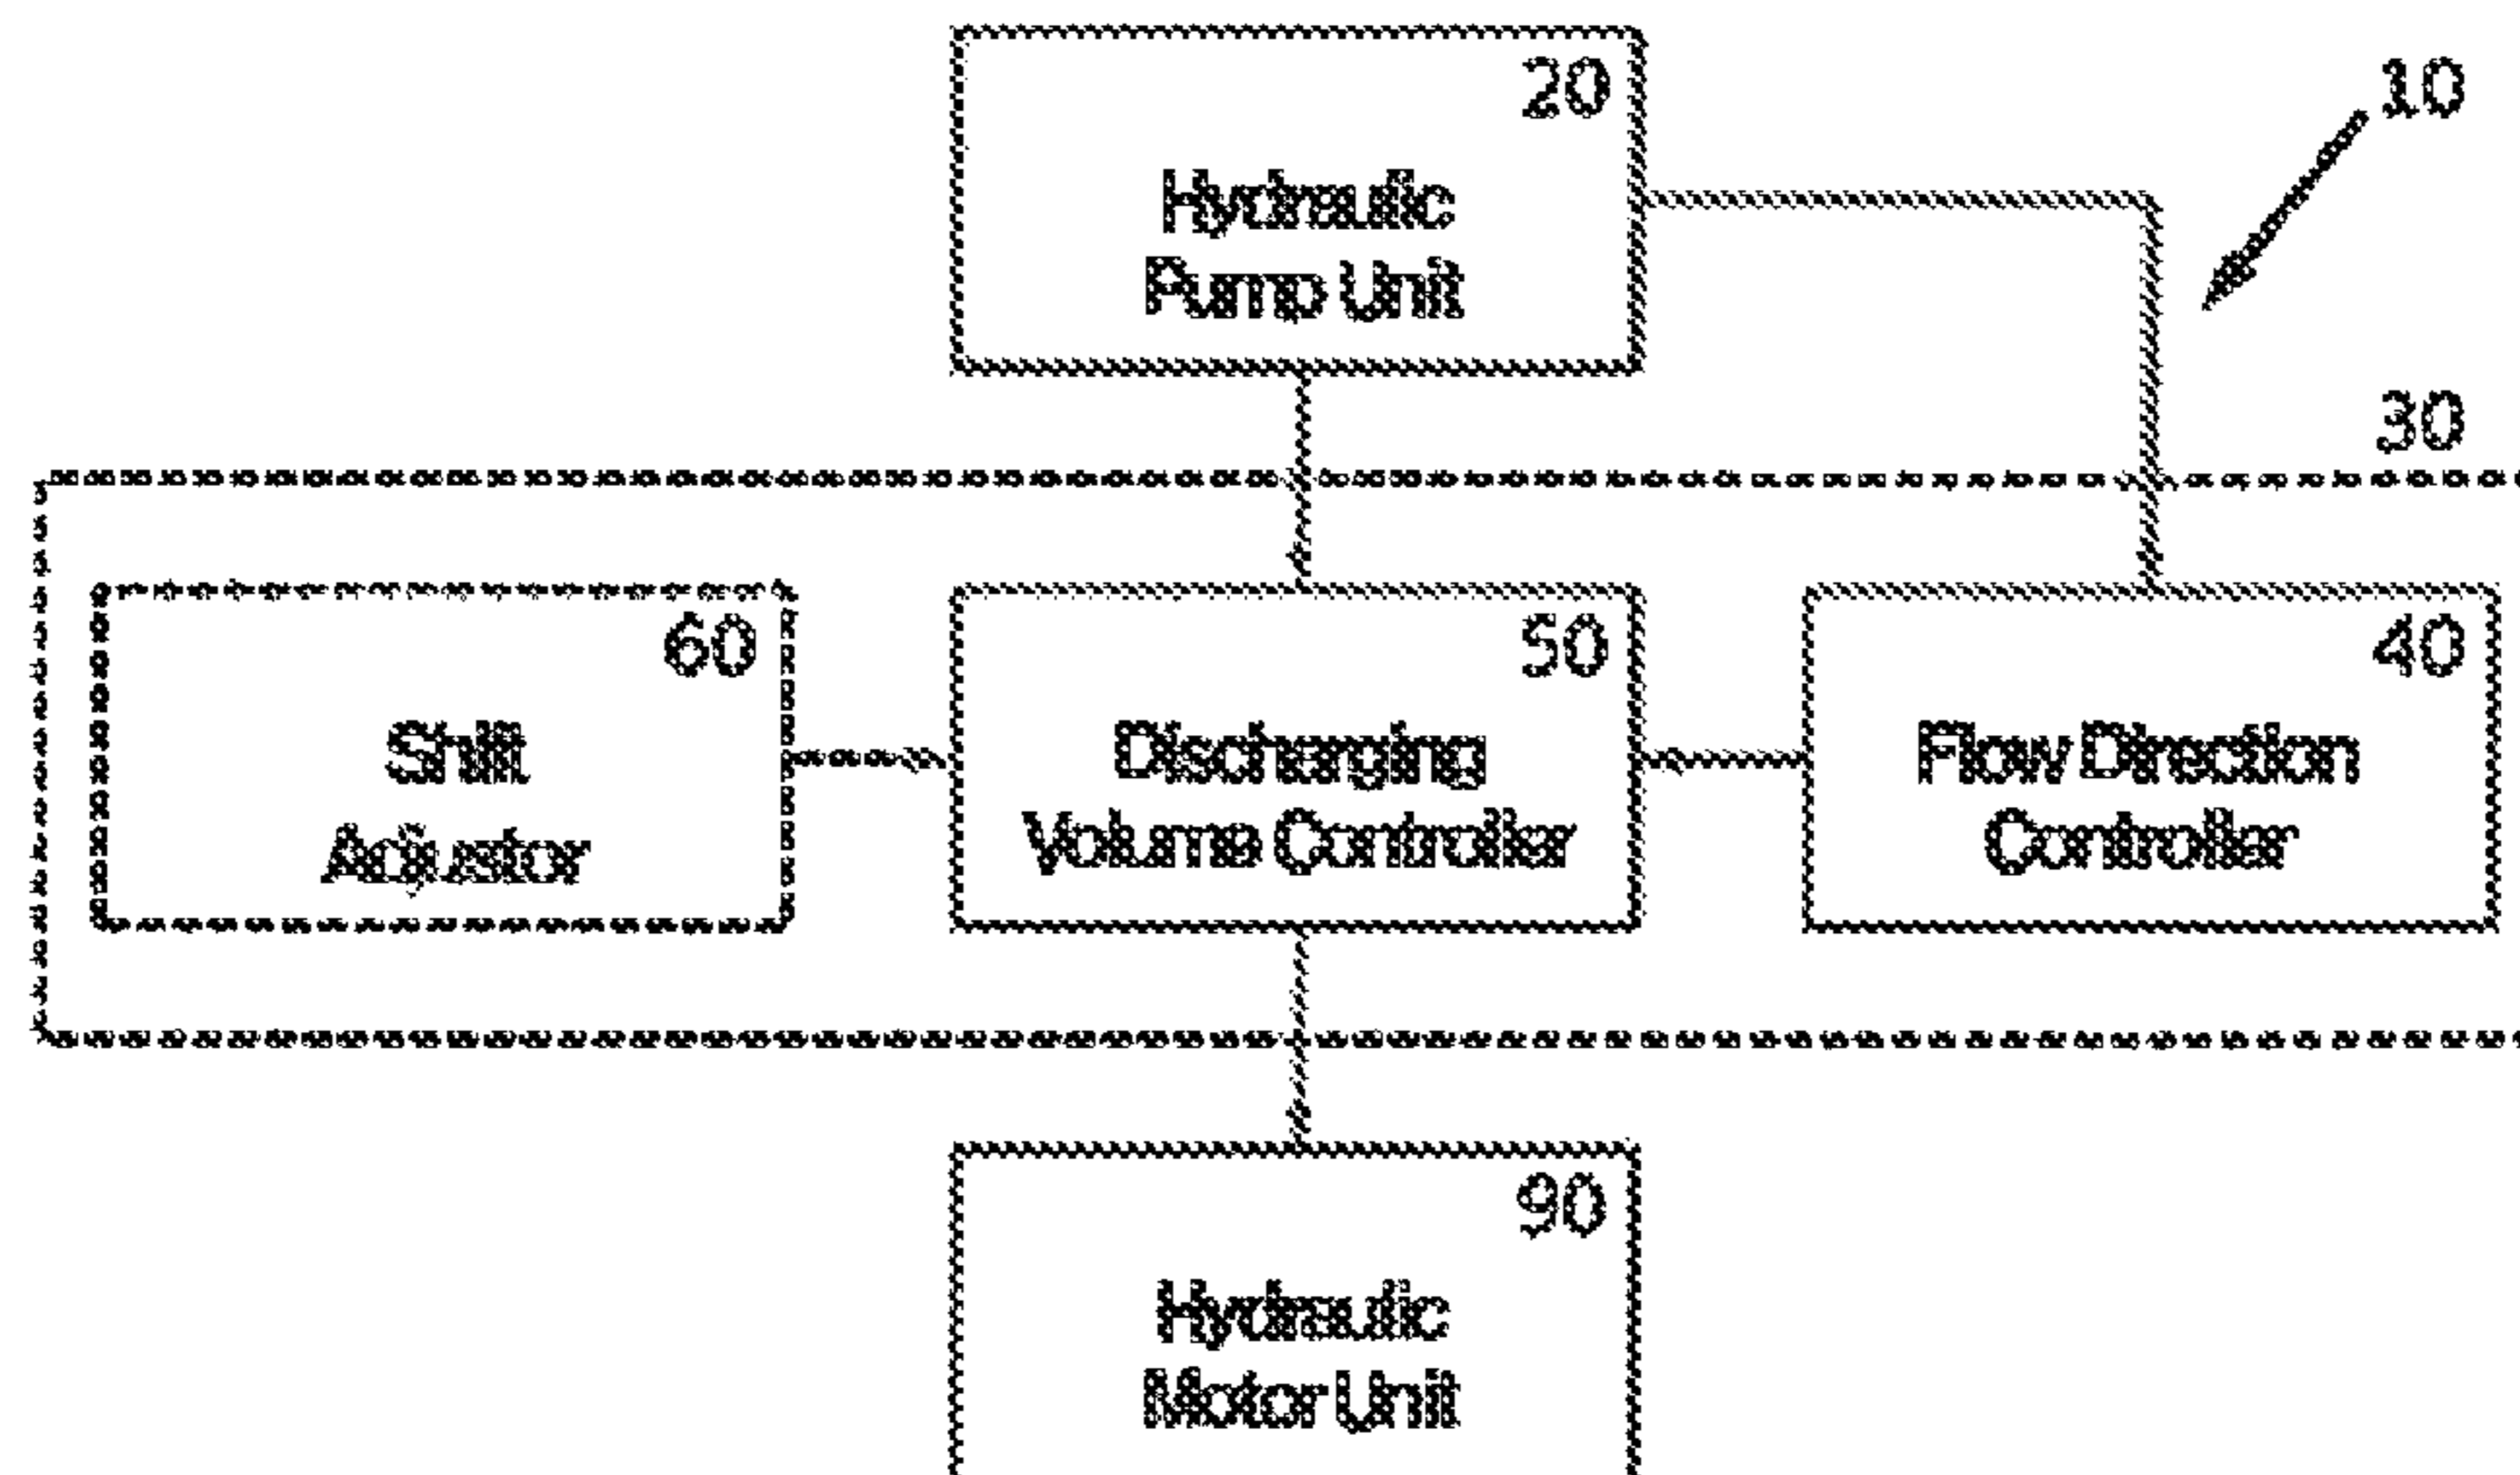 20
10
Hydraulic
Pump Unit
30
60
50
40
Shift
Adjustor
Discharging
Volume Controller
Flow Direction
Controller
90
Hydraulic
Motor Unit